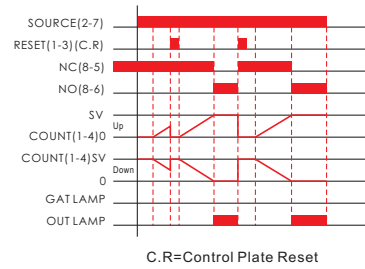 SOURCE(2-7)
RESET(1-3)(C.R)
NC(8-5)
NO(8-6)
SV
Up
COUNT(1-4)0
COUNT(1-4)SV
Down
0
GAT LAMP
OUT LAMP
C.R=Control Plate Reset